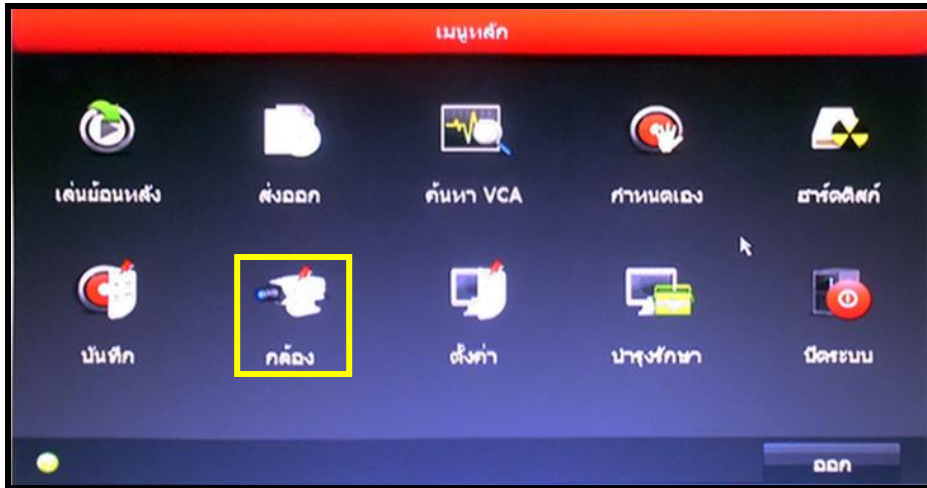 เมนูหลัก
เล่นย้อนหลัง
ส่งออก
ค้นหา VCA
กำหนดเอง
ฮาร์ดดิสก์
บันทึก
กล้อง
ตั้งค่า
บำรุงรักษา
ปิดระบบ
ออก